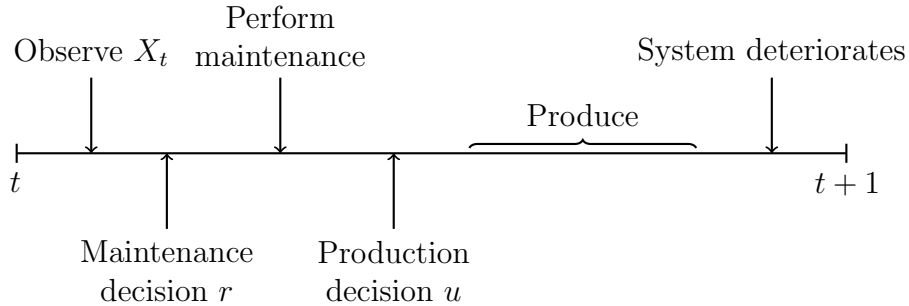 Perform
Observe X_t
maintenance
System deteriorates
Produce
t
t + 1
Maintenance
decision r
Production
decision u